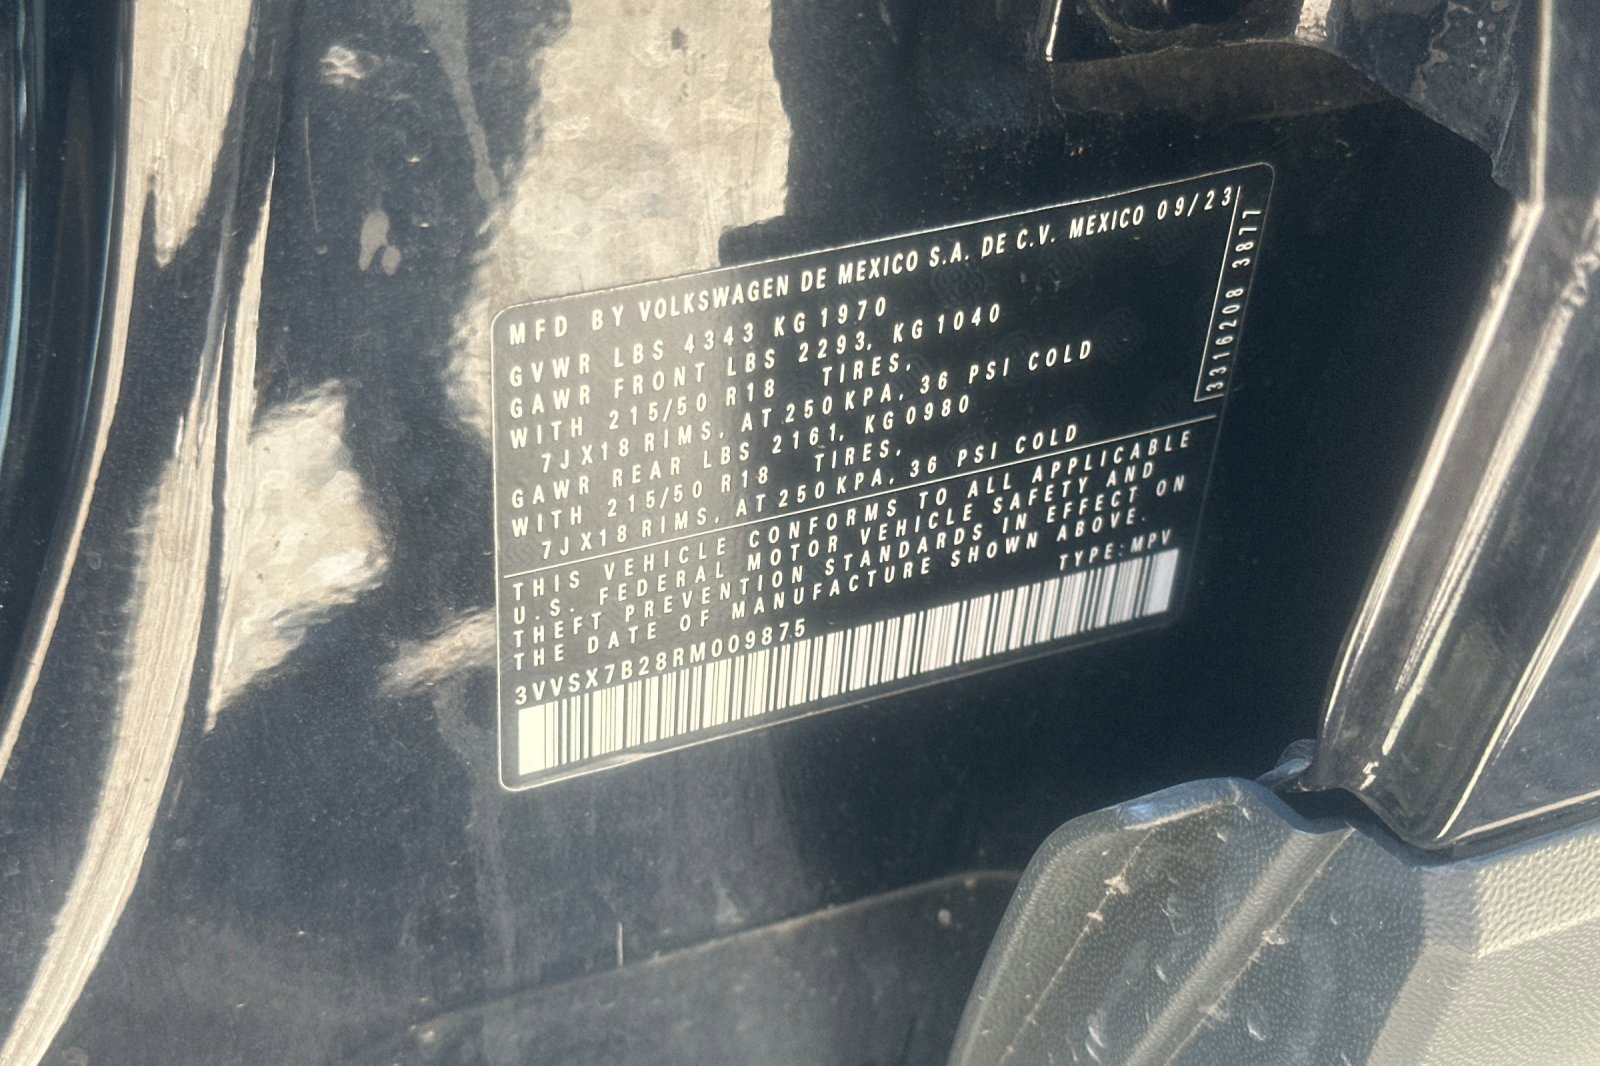 MFD BY VOLKSWAGEN DE MEXICO S.A. DE C.V. MEXICO 09/23
GVWR LBS 4343 KG 1970
GAWR FRONT LBS 2293, KG 1040
WITH 215/50 R18 TIRES,
7JX18 RIMS, AT 250 KPA, 36 PSI COLD
GAWR REAR LBS 2161, KG 0980
WITH 215/50 R18 TIRES,
7JX18 RIMS, AT 250 KPA, 36 PSI COLD
THIS VEHICLE CONFORMS TO ALL APPLICABLE
U.S. FEDERAL MOTOR VEHICLE SAFETY AND
THEFT PREVENTION STANDARDS IN EFFECT ON
THE DATE OF MANUFACTURE SHOWN ABOVE.
3VVSX7B28RM009875 TYPE: MPV
3316208 3877